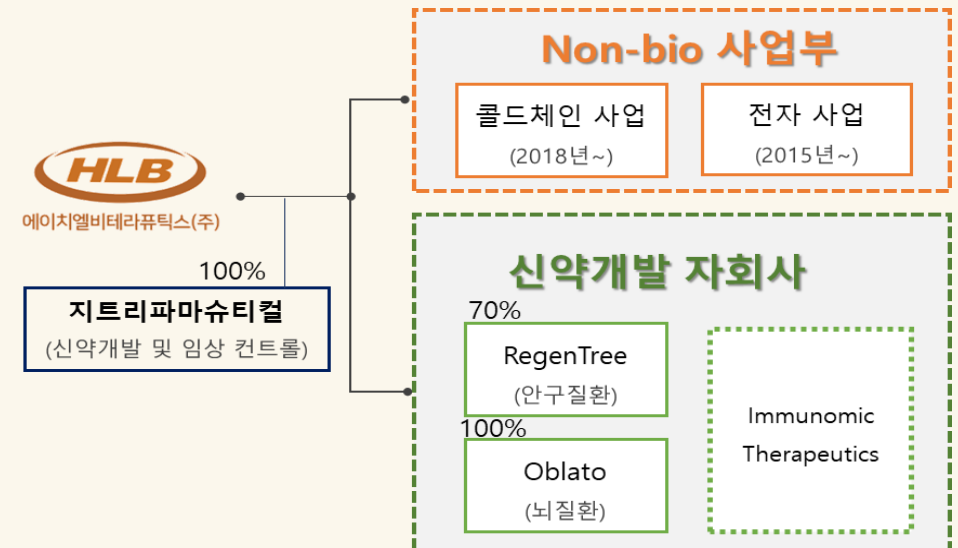 Non-bio 사업부
콜드체인 사업
(2018년~)
전자 사업
(2015년~)
HLB
에이치엘비테라퓨틱스(주)
100%
지트리파마슈티컬
(신약개발 및 임상 컨트롤)
신약개발 자회사
70%
RegenTree
(안구질환)
100%
Oblato
(뇌질환)
Immunomic
Therapeutics